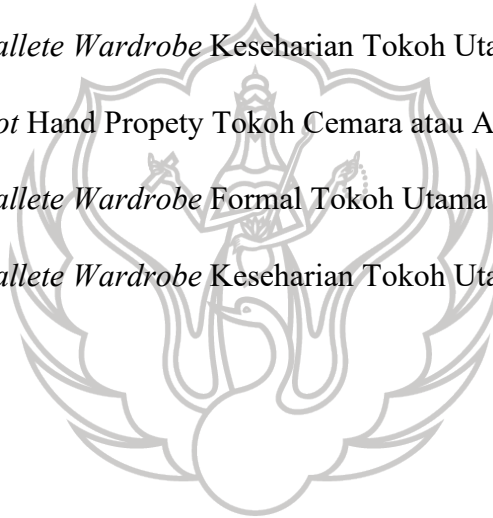 allete Wardrobe Keseharian Tokoh Uta
ot Hand Propety Tokoh Cemara atau A
allete Wardrobe Formal Tokoh Utama
allete Wardrobe Keseharian Tokoh Uta